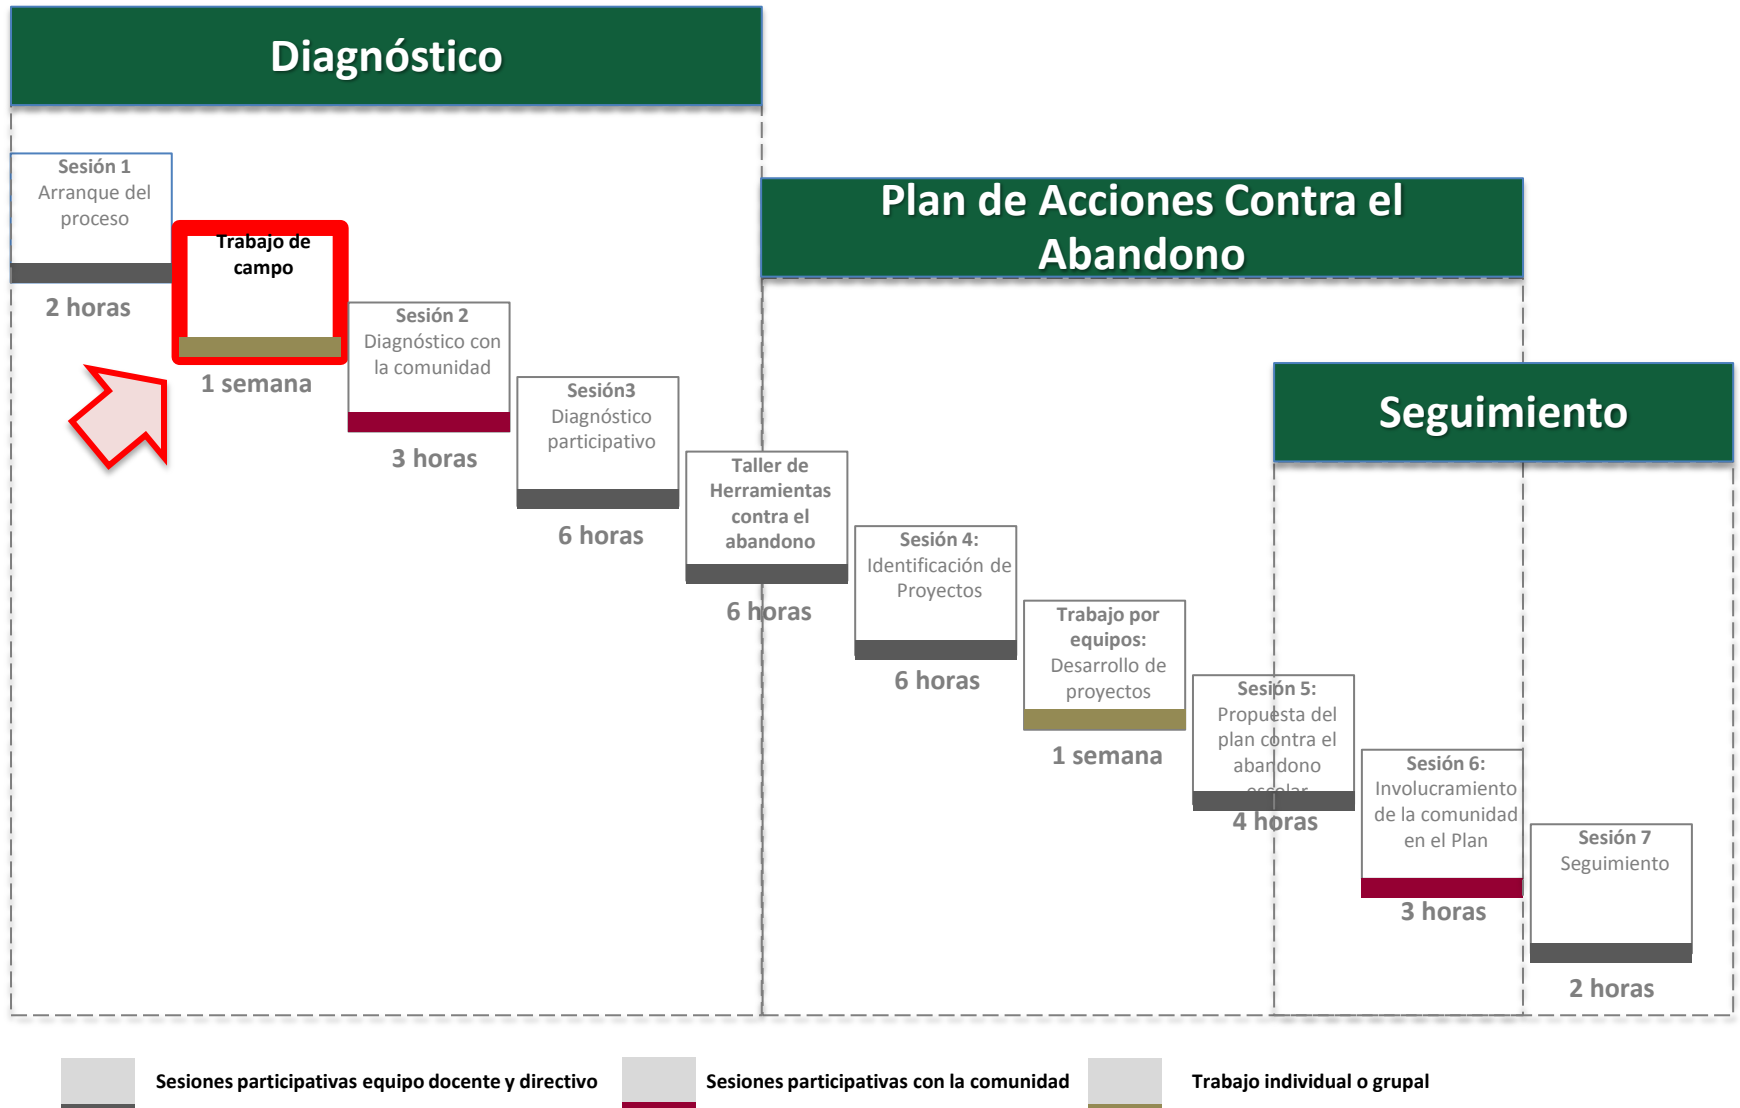 Diagnóstico
Sesión 1
Arranque del
proceso
2 horas
Trabajo de
campo
1 semana
Sesión 2
Diagnóstico con
la comunidad
3 horas
Sesión3
Diagnóstico
participativo
6 horas
Plan de Acciones Contra el
Abandono
Taller de
Herramientas
contra el
abandono
6 horas
Sesión 4:
Identificación de
Proyectos
6 horas
Trabajo por
equipos:
Desarrollo de
proyectos
1 semana
Seguimiento
Sesión 5:
Propuesta del
plan contra el
abandono
escolar
4 horas
Sesión 6:
Involucramiento
de la comunidad
en el Plan
3 horas
Sesión 7
Seguimiento
2 horas
Sesiones participativas equipo docente y directivo
Sesiones participativas con la comunidad
Trabajo individual o grupal